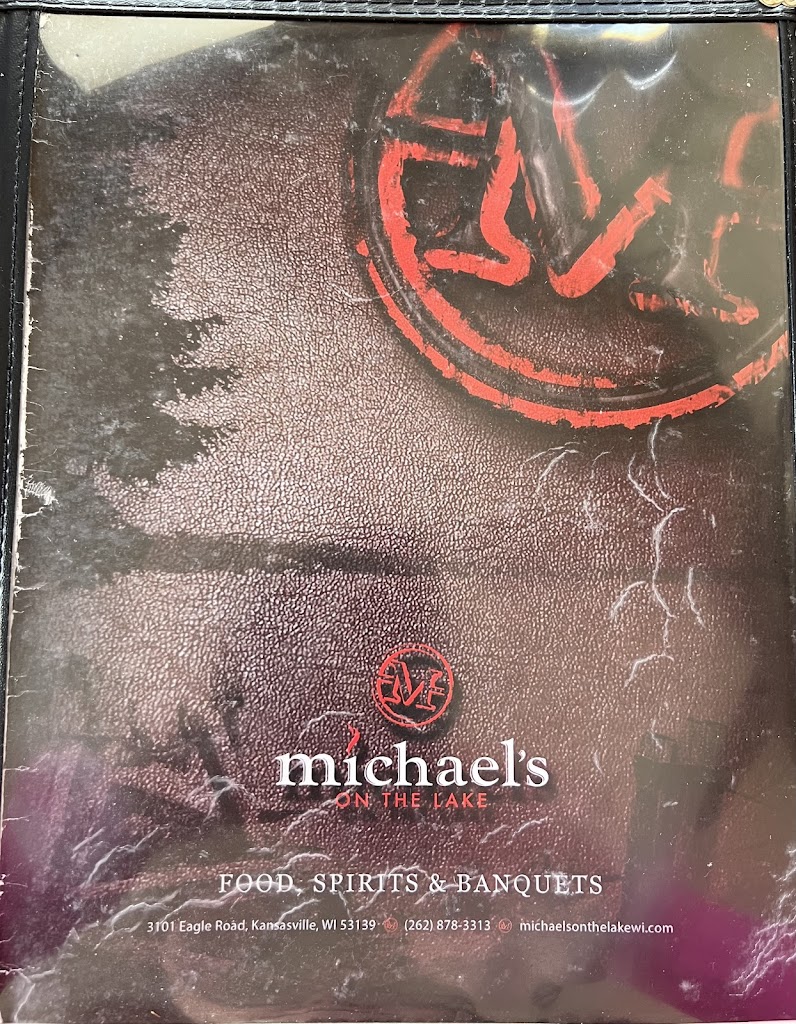 M
M
michael's
ON THE LAKE
FOOD, SPIRITS & BANQUETS
3101 Eagle Road, Kansasville, WI 53139 (262) 878-3313 michaelsonthelakewi.com